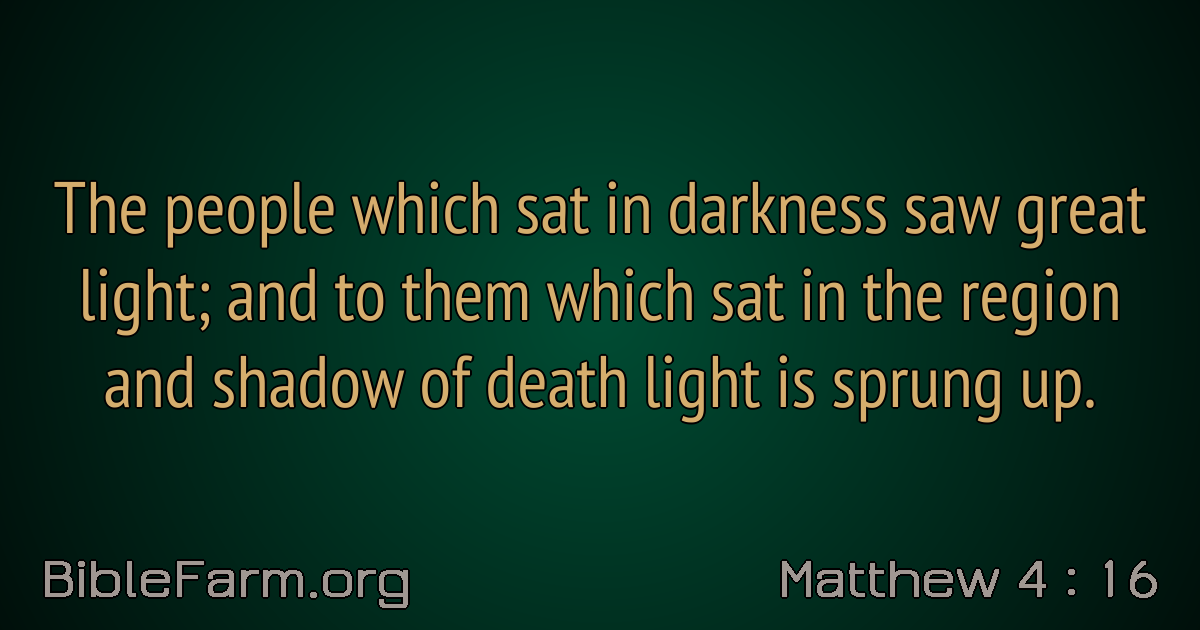 The people which sat in darkness saw great
light; and to them which sat in the region
and shadow of death light is sprung up.
BibleFarm.org
Matthew 4 : 16